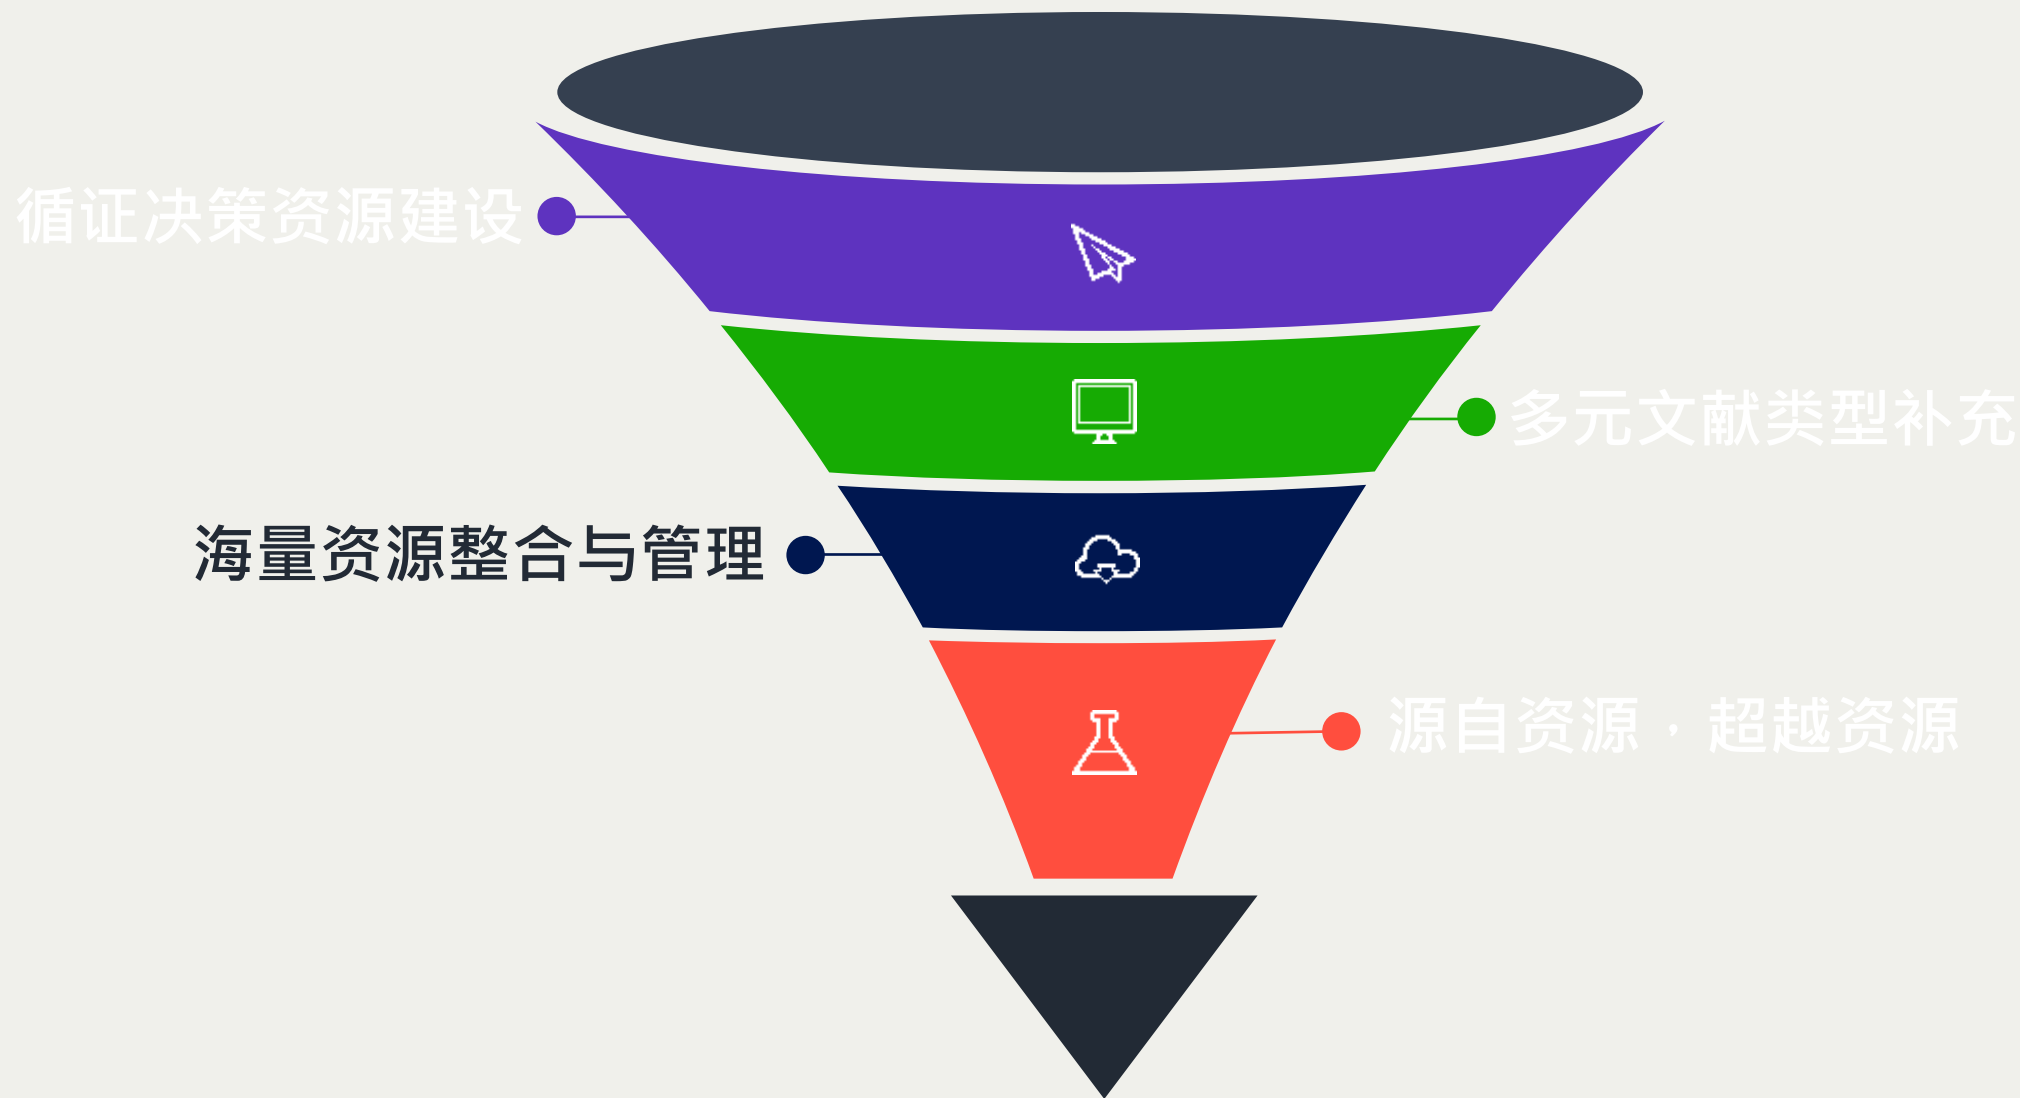 循证决策资源建设
多元文献类型补充
海量资源整合与管理
源自资源，超越资源